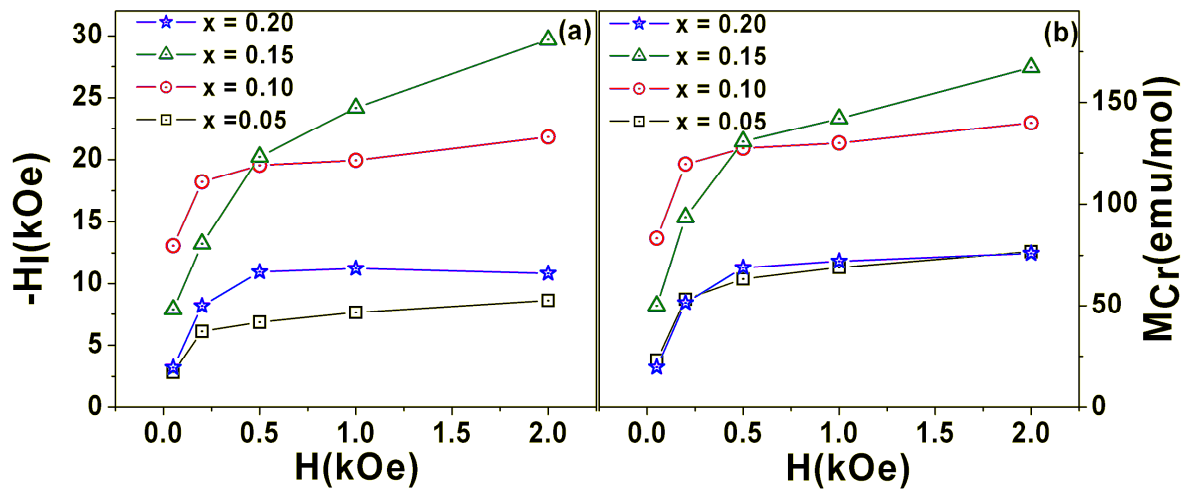 30
25
20
15
10
5
0
-HI(kOe)
x = 0.20
x = 0.15
x = 0.10
x =0.05
(a)
0.0 0.5 1.0 1.5 2.0
H(kOe)
x = 0.20
x = 0.15
x = 0.10
x = 0.05
(b)
0.0 0.5 1.0 1.5 2.0
H(kOe)
150
100
50
0
MCr(emu/mol)